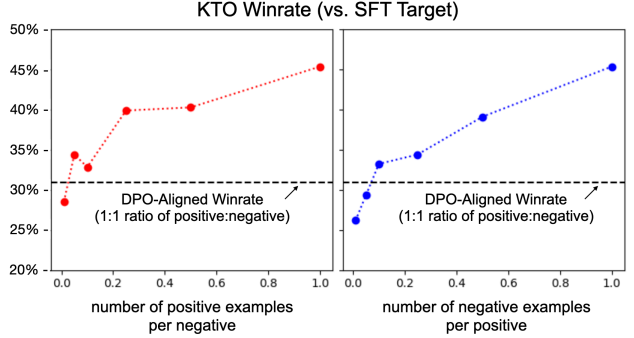 KTO Winrate (vs. SFT Target)
50%
45%
40%
35%
30%
25%
20%
DPO-Aligned Winrate
(1:1 ratio of positive:negative)
0.0 0.2 0.4 0.6 0.8 1.0
number of positive examples
per negative
DPO-Aligned Winrate
(1:1 ratio of positive:negative)
0.0 0.2 0.4 0.6 0.8 1.0
number of negative examples
per positive